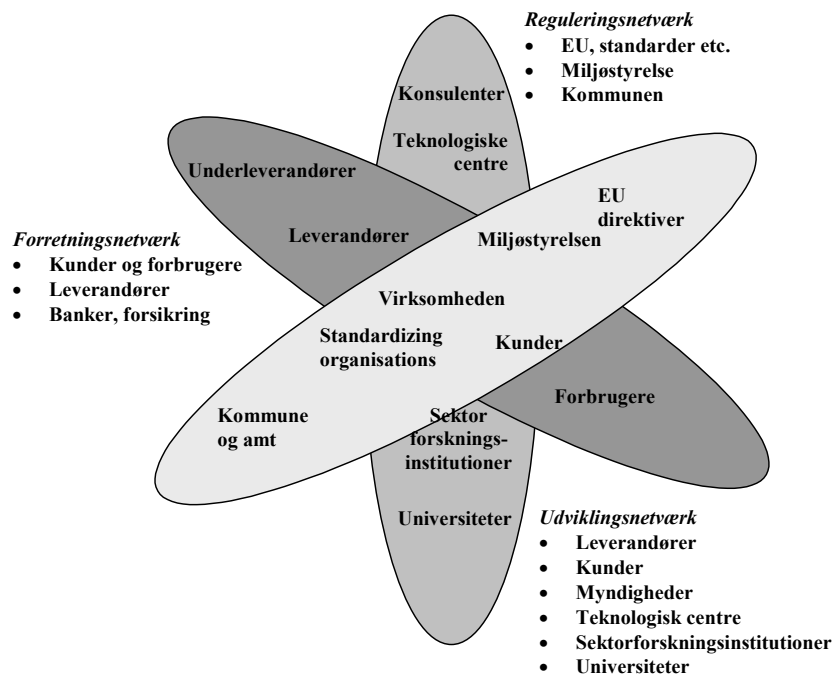 Reguleringsnetværk
• EU, standarder etc.
• Miljøstyrelse
• Kommunen
Konsulenter
Teknologiske
centre
Underleverandører
Leverandører
EU
direktiver
Miljøstyrelsen
Forretningsnetværk
• Kunder og forbrugere
• Leverandører
• Banker, forsikring
Virksomheden
Standardizing
organisations
Kunder
Forbrugere
Kommune
og amt
Sektor
forsknings-
institutioner
Universiteter
Udviklingsnetværk
• Leverandører
• Kunder
• Myndigheder
• Teknologisk centre
• Sektorforskningsinstitutioner
• Universiteter